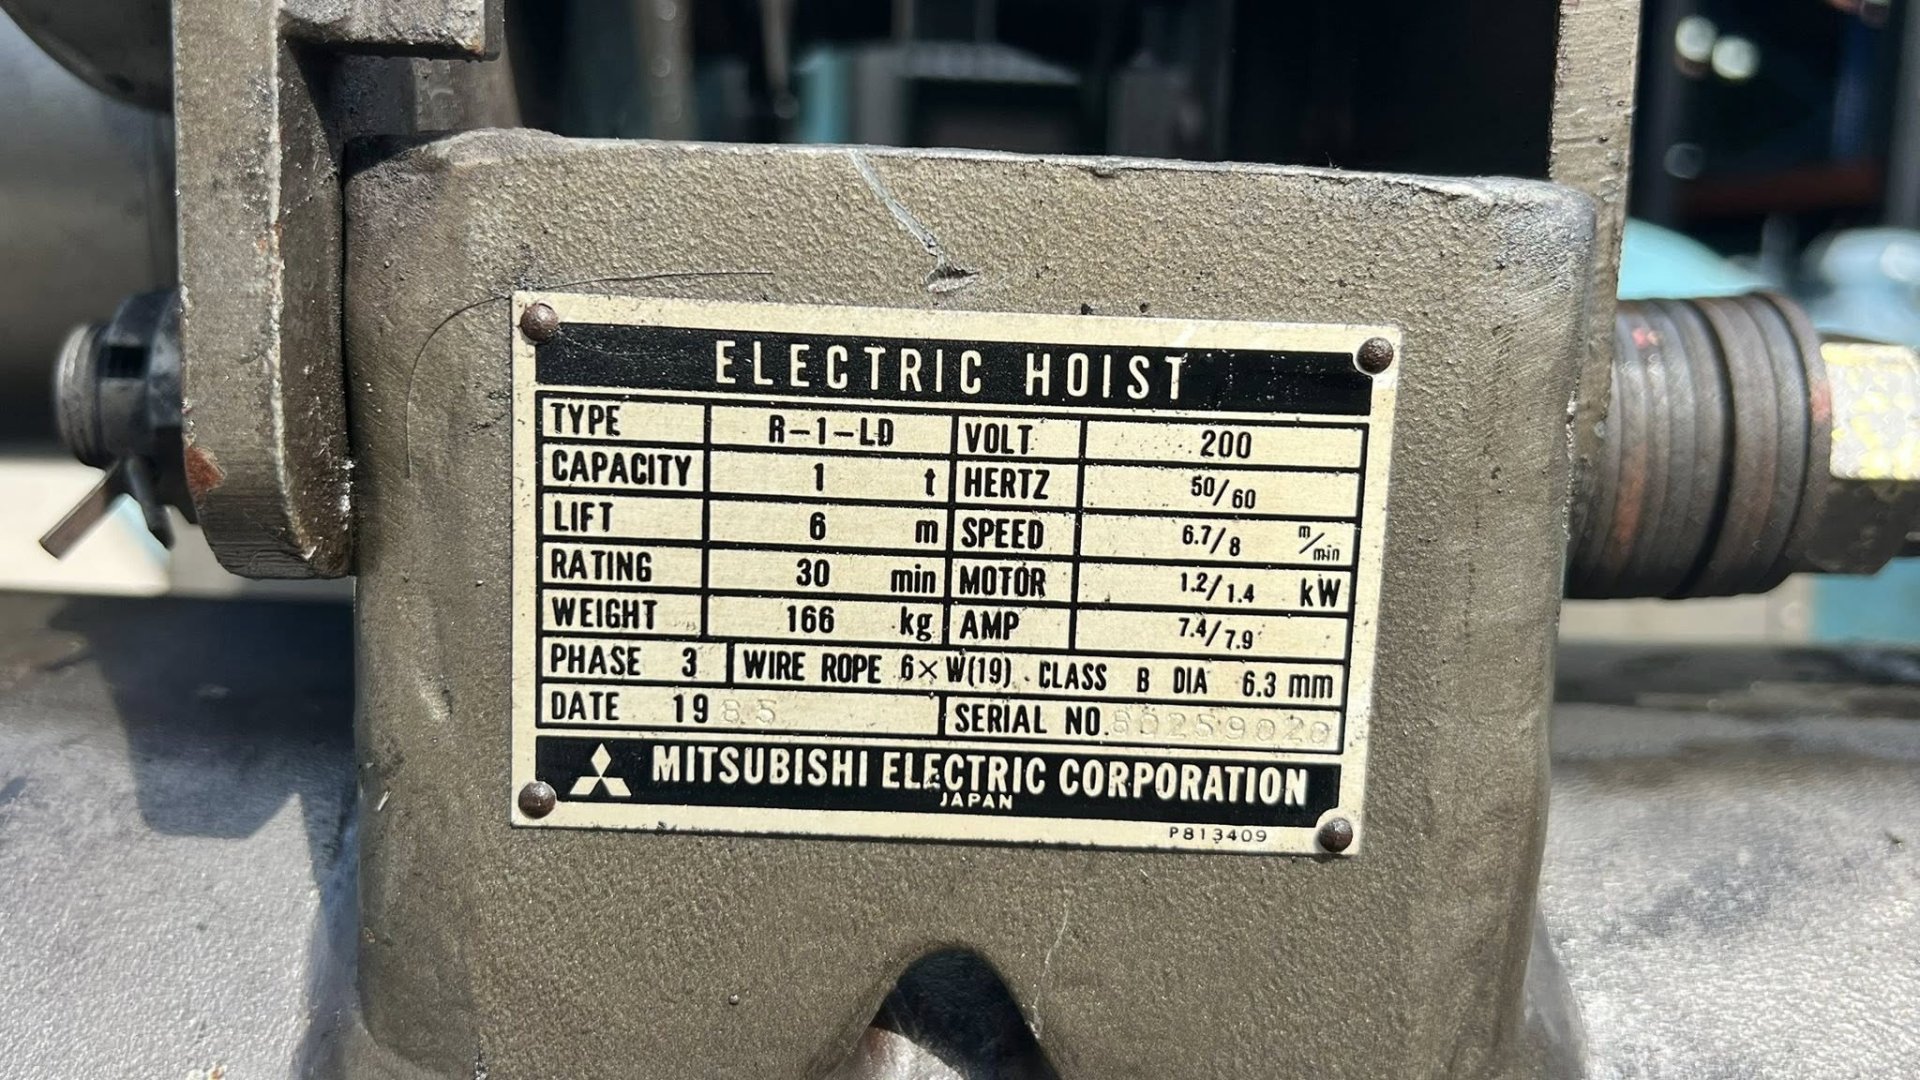 ELECTRIC HOIST
TYPE R-1-LD VOLT 200
CAPACITY 1 t HERTZ 50/60
LIFT 6 m SPEED 6.7/8 m/min
RATING 30 min MOTOR 1.2/1.4 kW
WEIGHT 166 kg AMP 7.4/7.9
PHASE 3 WIRE ROPE 6×W(19) CLASS B DIA 6.3 mm
DATE 1985 SERIAL NO. 80259020
MITSUBISHI ELECTRIC CORPORATION
JAPAN
P813409